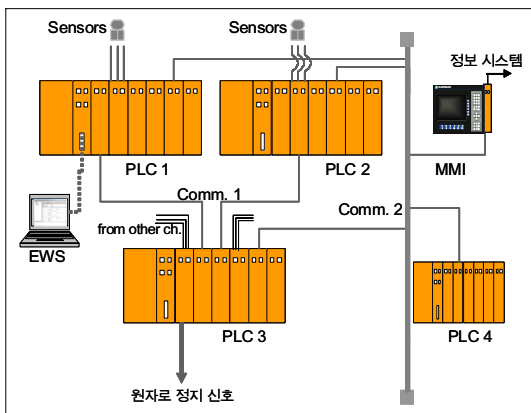 Sensors
Sensors
정보 시스템
PLC 1
PLC 2
MMI
Comm. 1
Comm. 2
from other ch.
EWS
PLC 3
PLC 4
원자로 정지 신호